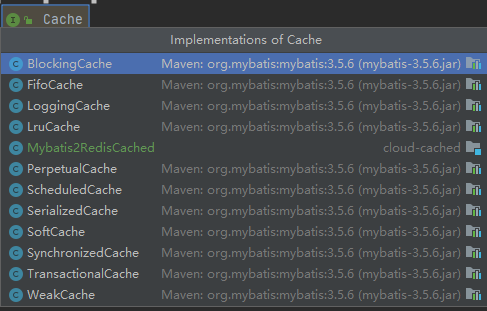 Cache
Implementations of Cache
BlockingCache Maven: org.mybatis:mybatis:3.5.6 (mybatis-3.5.6.jar)
FifoCache Maven: org.mybatis:mybatis:3.5.6 (mybatis-3.5.6.jar)
LoggingCache Maven: org.mybatis:mybatis:3.5.6 (mybatis-3.5.6.jar)
LruCache Maven: org.mybatis:mybatis:3.5.6 (mybatis-3.5.6.jar)
Mybatis2RedisCached cloud-cached
PerpetualCache Maven: org.mybatis:mybatis:3.5.6 (mybatis-3.5.6.jar)
ScheduledCache Maven: org.mybatis:mybatis:3.5.6 (mybatis-3.5.6.jar)
SerializedCache Maven: org.mybatis:mybatis:3.5.6 (mybatis-3.5.6.jar)
SoftCache Maven: org.mybatis:mybatis:3.5.6 (mybatis-3.5.6.jar)
SynchronizedCache Maven: org.mybatis:mybatis:3.5.6 (mybatis-3.5.6.jar)
TransactionalCache Maven: org.mybatis:mybatis:3.5.6 (mybatis-3.5.6.jar)
WeakCache Maven: org.mybatis:mybatis:3.5.6 (mybatis-3.5.6.jar)